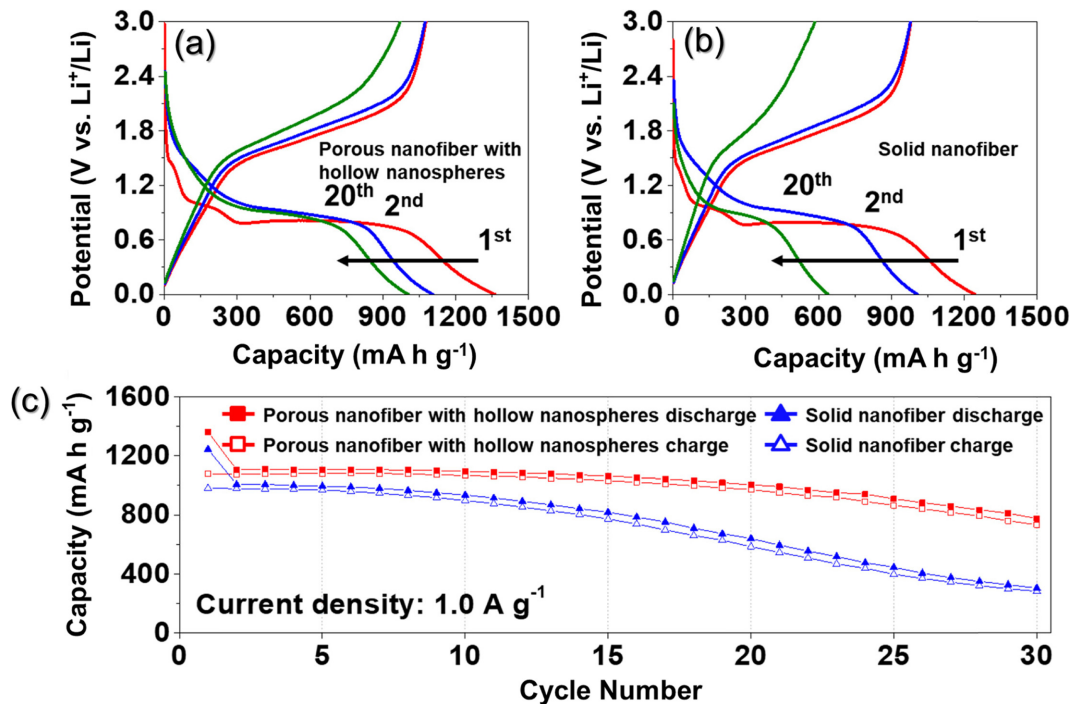 (a)
3.0
2.4
1.8
1.2
0.6
0.0
Potential (V vs. Li⁺/Li)
Porous nanofiber with
hollow nanospheres
20th
2nd
1st
0 300 600 900 1200 1500
Capacity (mA h g⁻¹)
(b)
3.0
2.4
1.8
1.2
0.6
0.0
Potential (V vs. Li⁺/Li)
Solid nanofiber
20th
2nd
1st
0 300 600 900 1200 1500
Capacity (mA h g⁻¹)
(c)
1600
1200
800
400
0
Capacity (mA h g⁻¹)
Porous nanofiber with hollow nanospheres discharge
Solid nanofiber discharge
Porous nanofiber with hollow nanospheres charge
Solid nanofiber charge
Current density: 1.0 A g⁻¹
0 5 10 15 20 25 30
Cycle Number